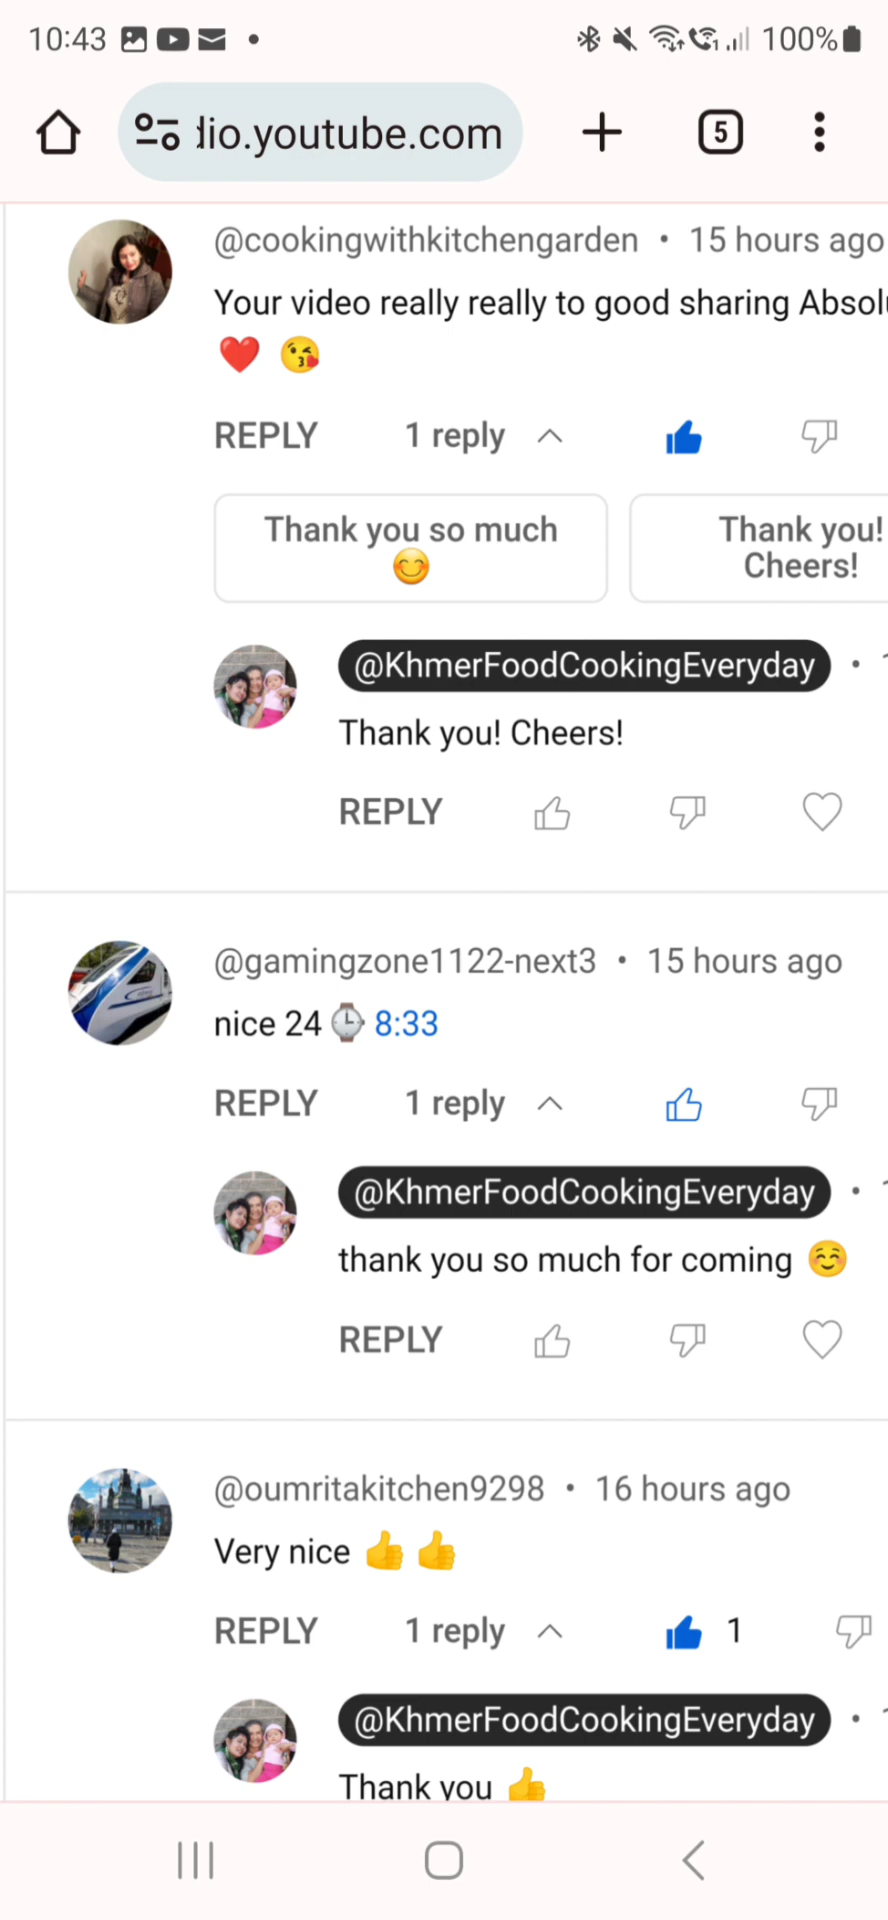 10:43
100%
dio.youtube.com
5
@cookingwithkitchengarden • 15 hours ago
Your video really really to good sharing
❤️ 😘
REPLY 1 reply
Thank you so much
😊
Thank you!
Cheers!
@KhmerFoodCookingEveryday •
Thank you! Cheers!
REPLY
@gamingzone1122-next3 • 15 hours ago
nice 24 🕒 8:33
REPLY 1 reply
@KhmerFoodCookingEveryday •
thank you so much for coming ☺️
REPLY
@oumritakitchen9298 • 16 hours ago
Very nice 👍 👍
REPLY 1 reply 1
@KhmerFoodCookingEveryday •
Thank you 👍